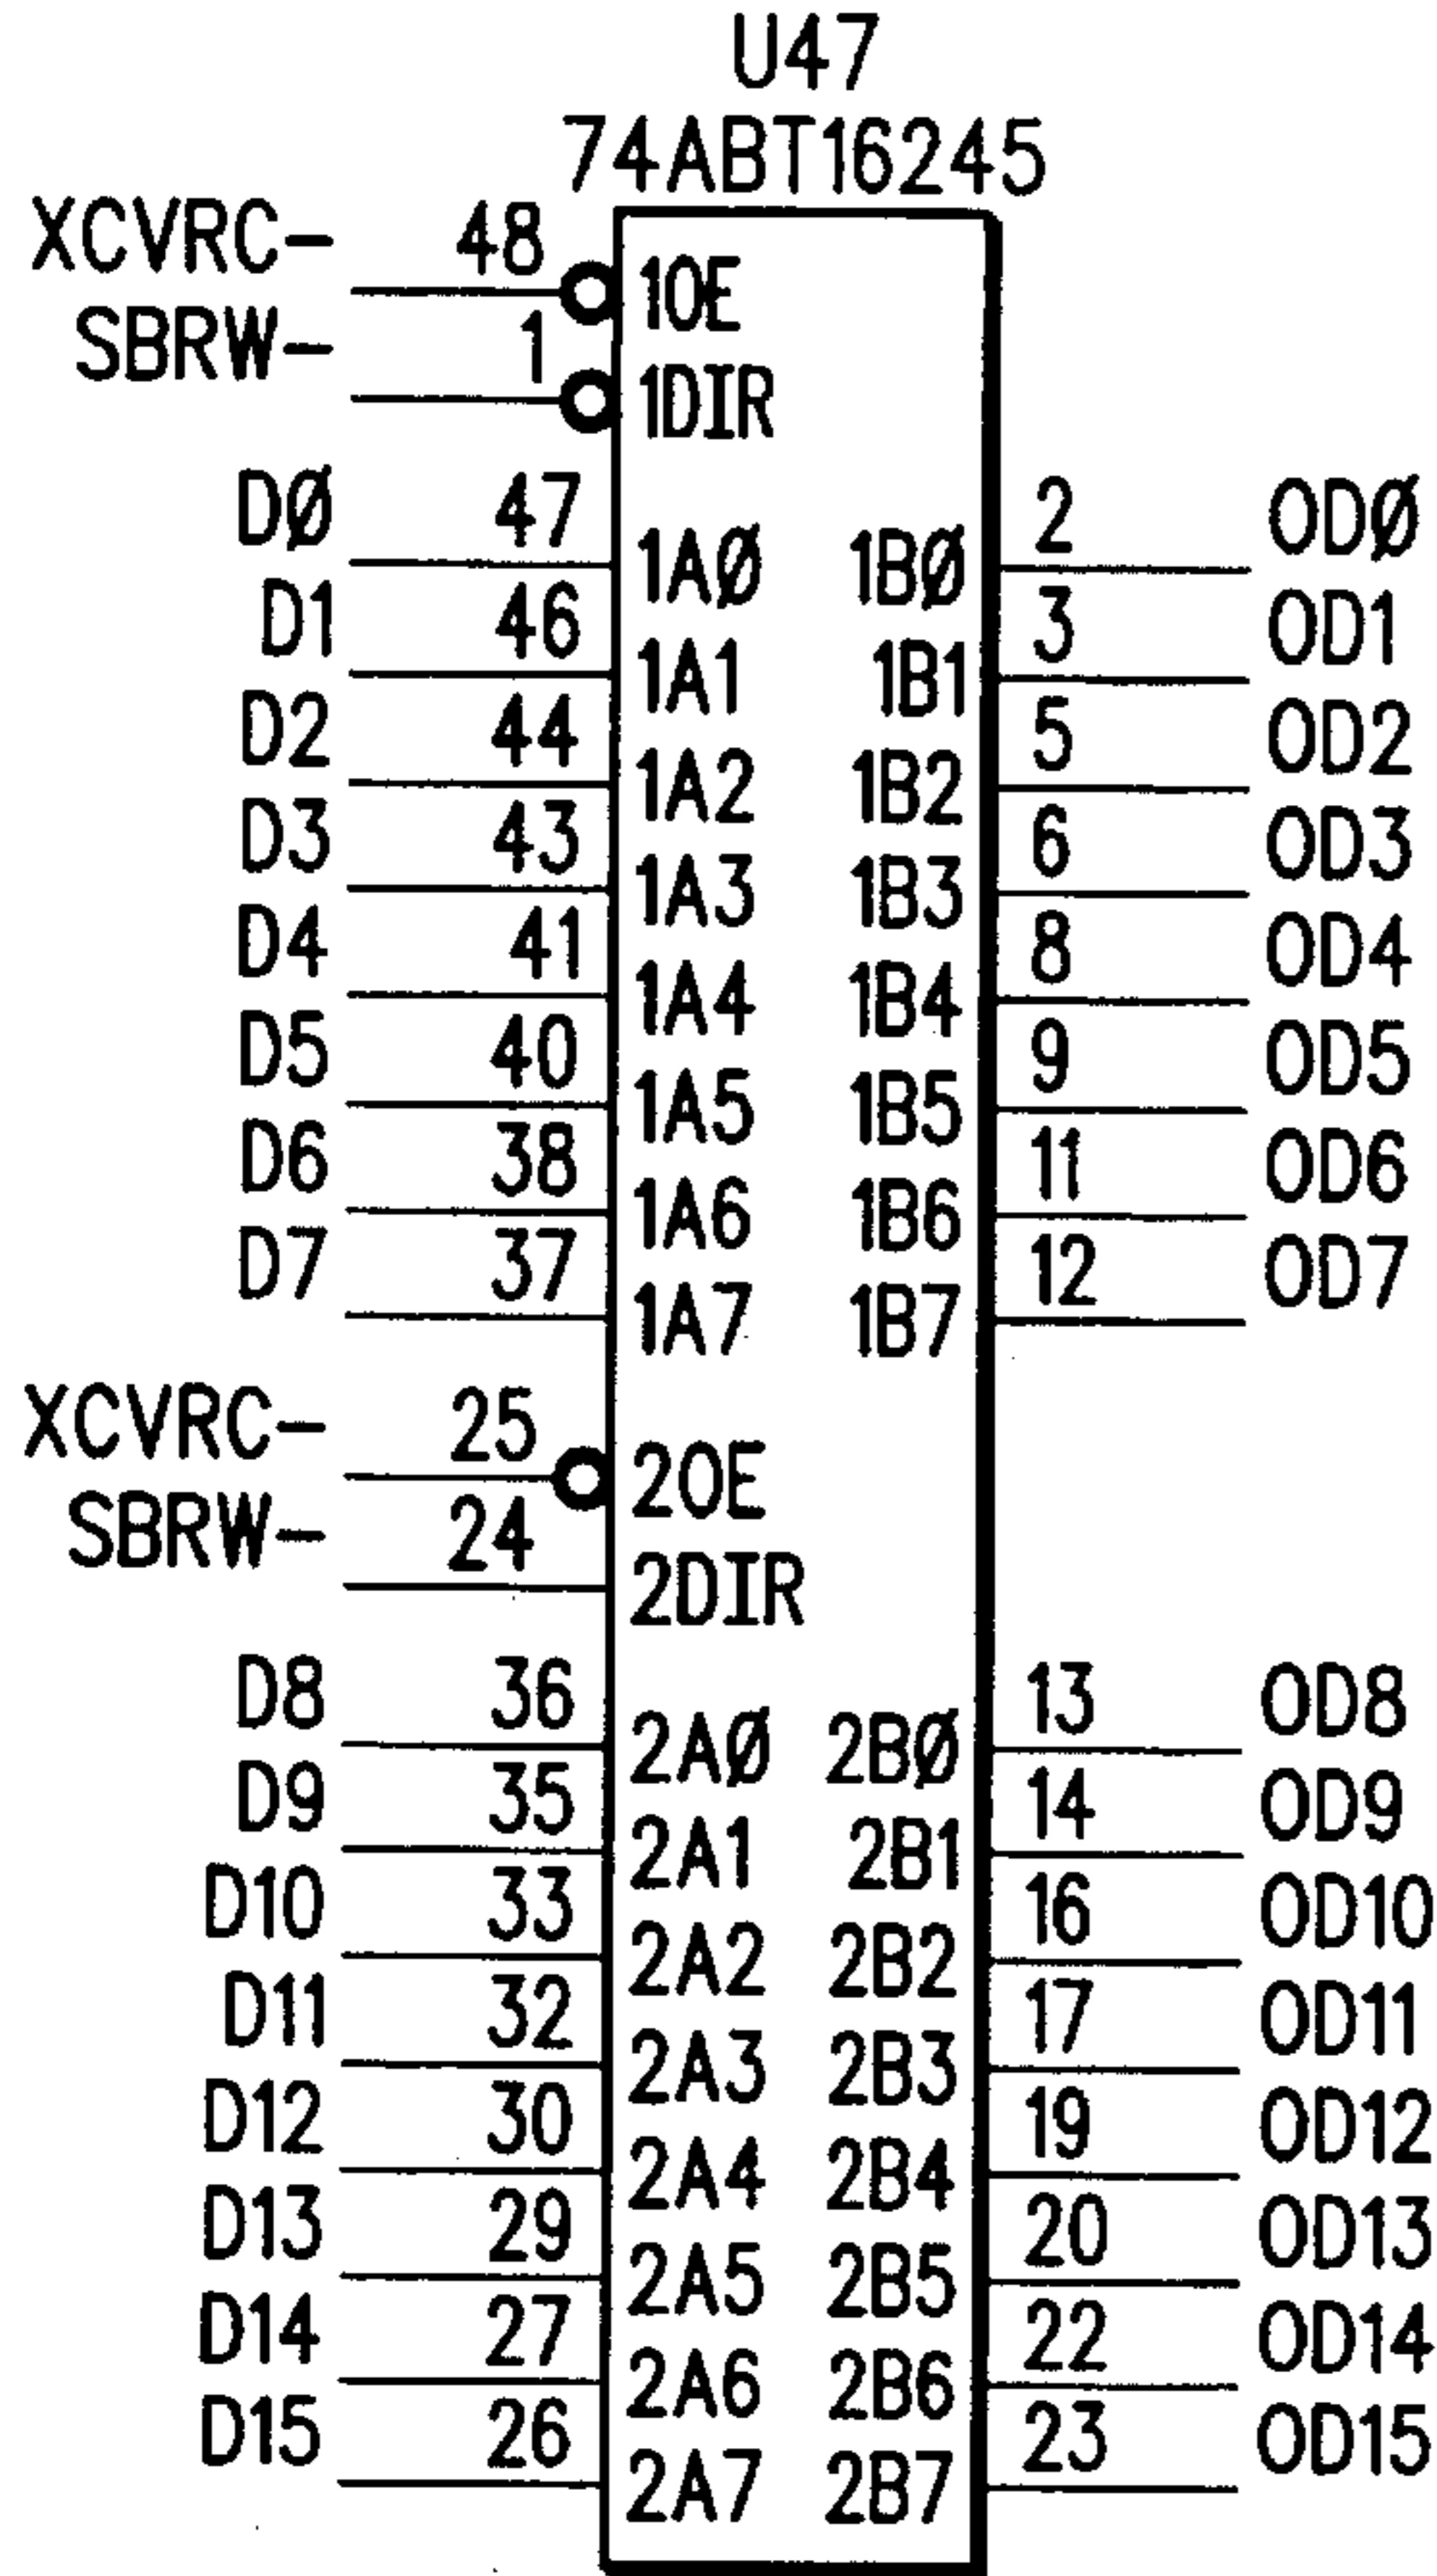 U47
74ABT16245
XCVRC- 48 1OE
SBRW- 1 1DIR
DØ 47 1AØ 1BØ 2 ODØ
D1 46 1A1 1B1 3 OD1
D2 44 1A2 1B2 5 OD2
D3 43 1A3 1B3 6 OD3
D4 41 1A4 1B4 8 OD4
D5 40 1A5 1B5 9 OD5
D6 38 1A6 1B6 11 OD6
D7 37 1A7 1B7 12 OD7
XCVRC- 25 2OE
SBRW- 24 2DIR
D8 36 2AØ 2BØ 13 OD8
D9 35 2A1 2B1 14 OD9
D10 33 2A2 2B2 16 OD10
D11 32 2A3 2B3 17 OD11
D12 30 2A4 2B4 19 OD12
D13 29 2A5 2B5 20 OD13
D14 27 2A6 2B6 22 OD14
D15 26 2A7 2B7 23 OD15